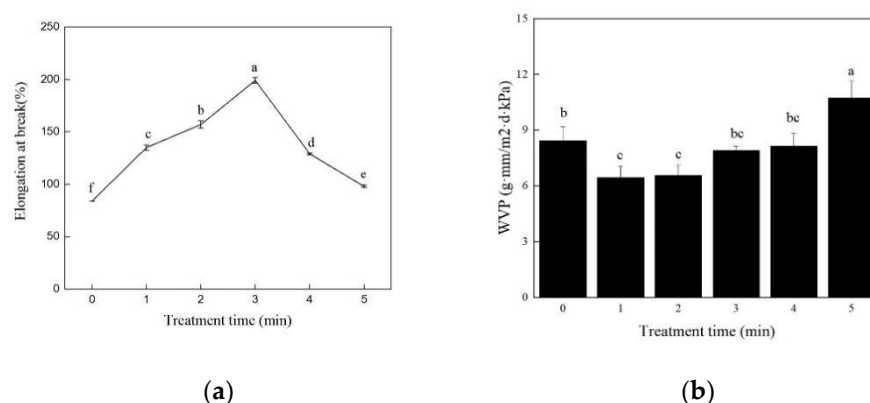 250
200
150
100
50
0
Elongation at break(%)
f
c
b
a
d
e
0 1 2 3 4 5
Treatment time (min)
(a)
15
12
9
6
3
0
WVP (g·mm/m2·d·kPa)
b
c
c
bc
bc
a
0 1 2 3 4 5
Treatment time (min)
(b)